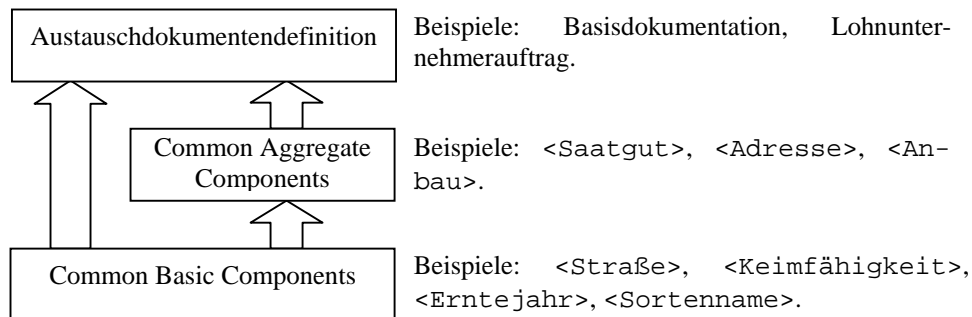 Austauschdokumentendefinition
Beispiele: Basisdokumentation, Lohnunter-
nehmerauftrag.
Common Aggregate
Components
Beispiele: <Saatgut>, <Adresse>, <An-
bau>.
Common Basic Components
Beispiele: <Straße>, <Keimfähigkeit>,
<Erntejahr>, <Sortenname>.